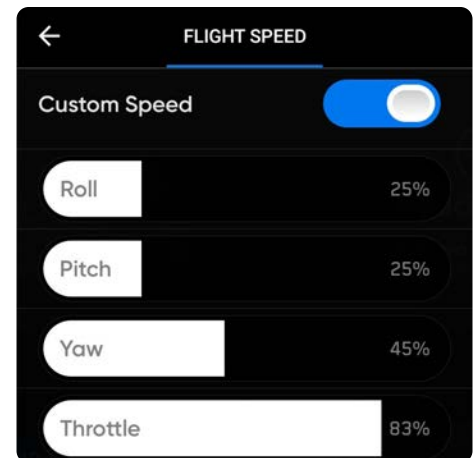 FLIGHT SPEED
Custom Speed
Roll 25%
Pitch 25%
Yaw 45%
Throttle 83%